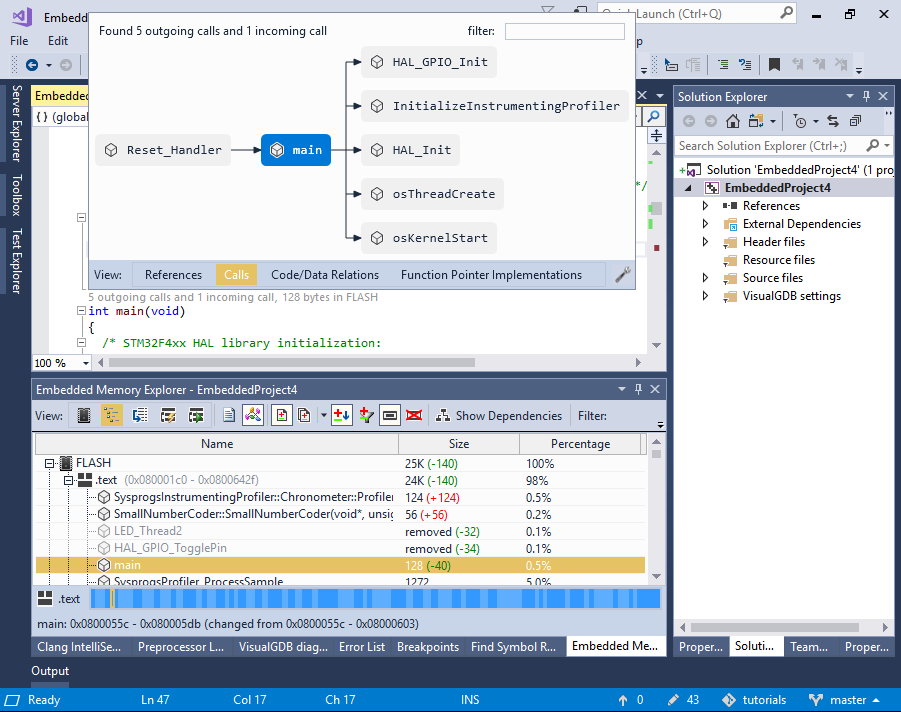 Embedd
Quick Launch (Ctrl+Q)
File Edit
Found 5 outgoing calls and 1 incoming call filter:
HAL_GPIO_Init
InitializeInstrumentingProfiler
Reset_Handler main HAL_Init
osThreadCreate
osKernelStart
View: References Calls Code/Data Relations Function Pointer Implementations
Server Explorer
Toolbox
Test Explorer
Embedded
{ } (globa
*/
5 outgoing calls and 1 incoming call, 128 bytes in FLASH
int main(void)
{
/* STM32F4xx HAL library initialization:
100 %
Solution Explorer
Search Solution Explorer (Ctrl+;)
Solution 'EmbeddedProject4' (1 proj
EmbeddedProject4
References
External Dependencies
Header files
Resource files
Source files
VisualGDB settings
Embedded Memory Explorer - EmbeddedProject4
View: Show Dependencies Filter:
Name Size Percentage
FLASH 25K (-140) 100%
.text (0x080001c0 - 0x0800642f) 24K (-140) 98%
SysprogsInstrumentingProfiler::Chronometer::Profiler 124 (+124) 0.5%
SmallNumberCoder::SmallNumberCoder(void*, unsig 56 (+56) 0.2%
LED_Thread2 removed (-32) 0.1%
HAL_GPIO_TogglePin removed (-34) 0.1%
main 128 (-40) 0.5%
SysprogsProfiler_ProcessSample 1272 5.0%
.text
main: 0x0800055c - 0x080005db (changed from 0x0800055c - 0x08000603)
Clang IntelliSe... Preprocessor L... VisualGDB diag... Error List Breakpoints Find Symbol R... Embedded Me...
Proper... Soluti... Team... Proper...
Output
Ready Ln 47 Col 17 Ch 17 INS 0 43 tutorials master